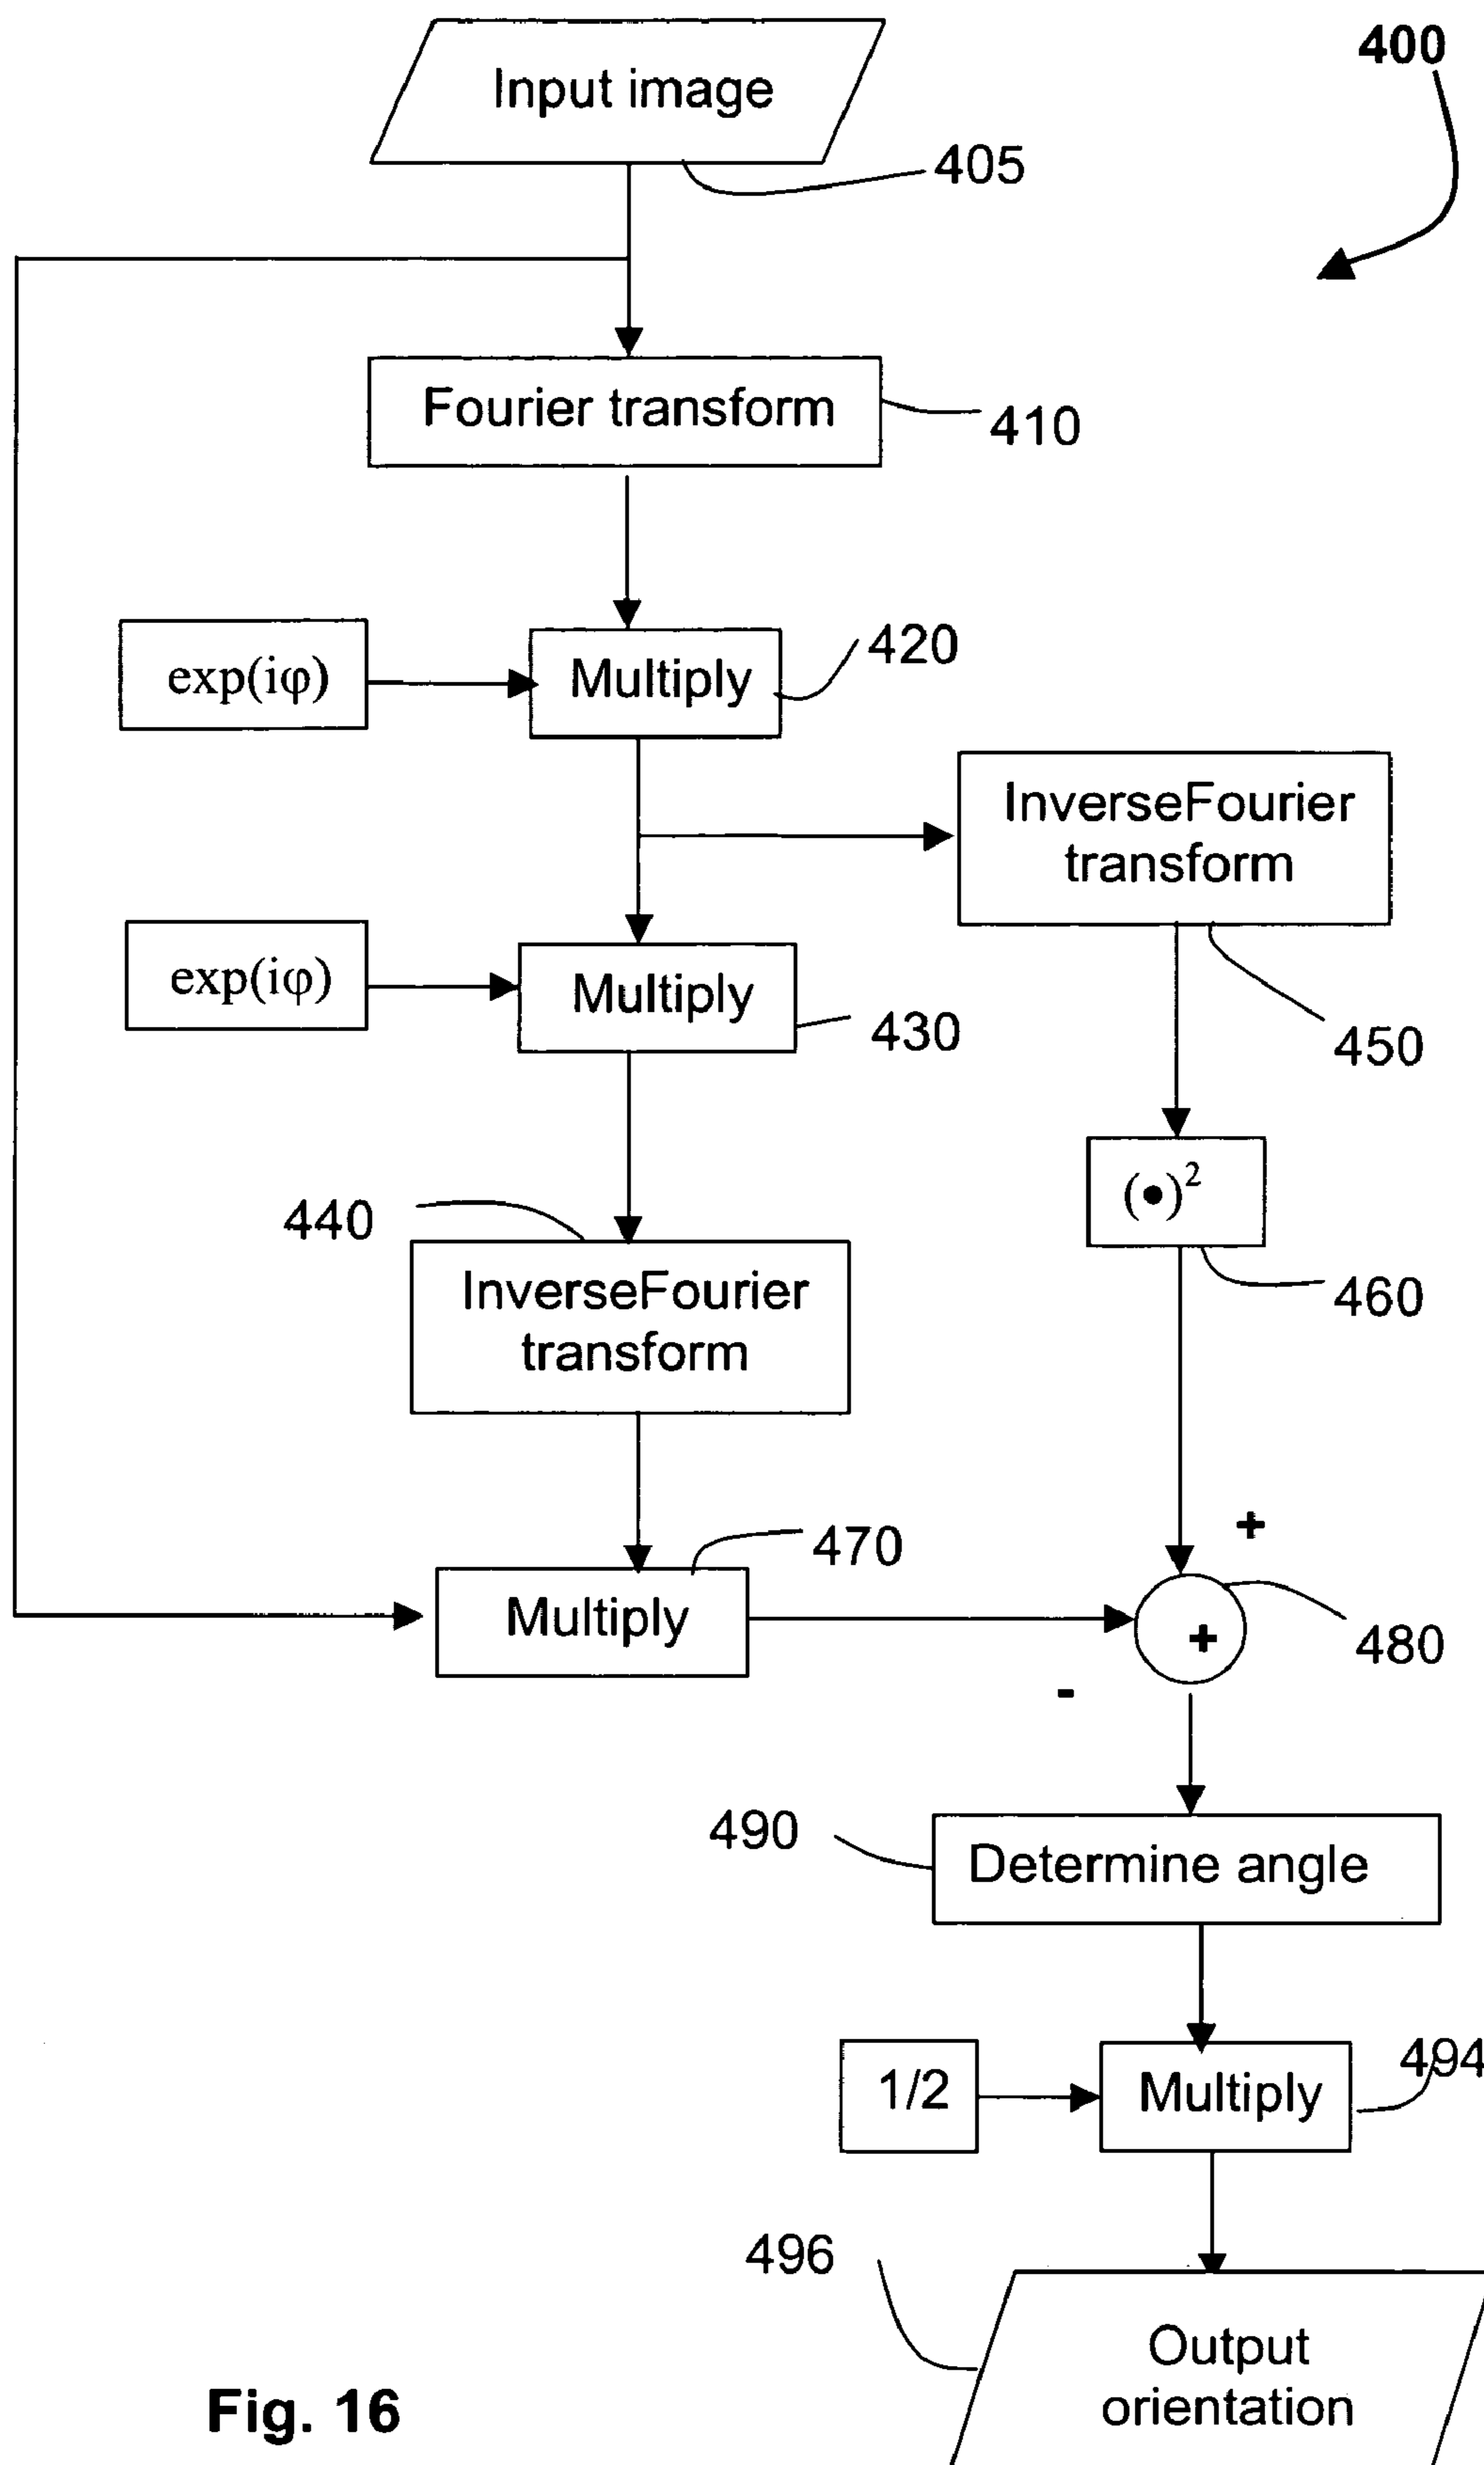 Input image
400
405
Fourier transform
410
exp(iφ)
Multiply
420
InverseFourier
transform
450
exp(iφ)
Multiply
430
(•)²
460
440
InverseFourier
transform
+
470
Multiply
+
480
-
490
Determine angle
1/2
Multiply
494
496
Output
orientation
Fig. 16